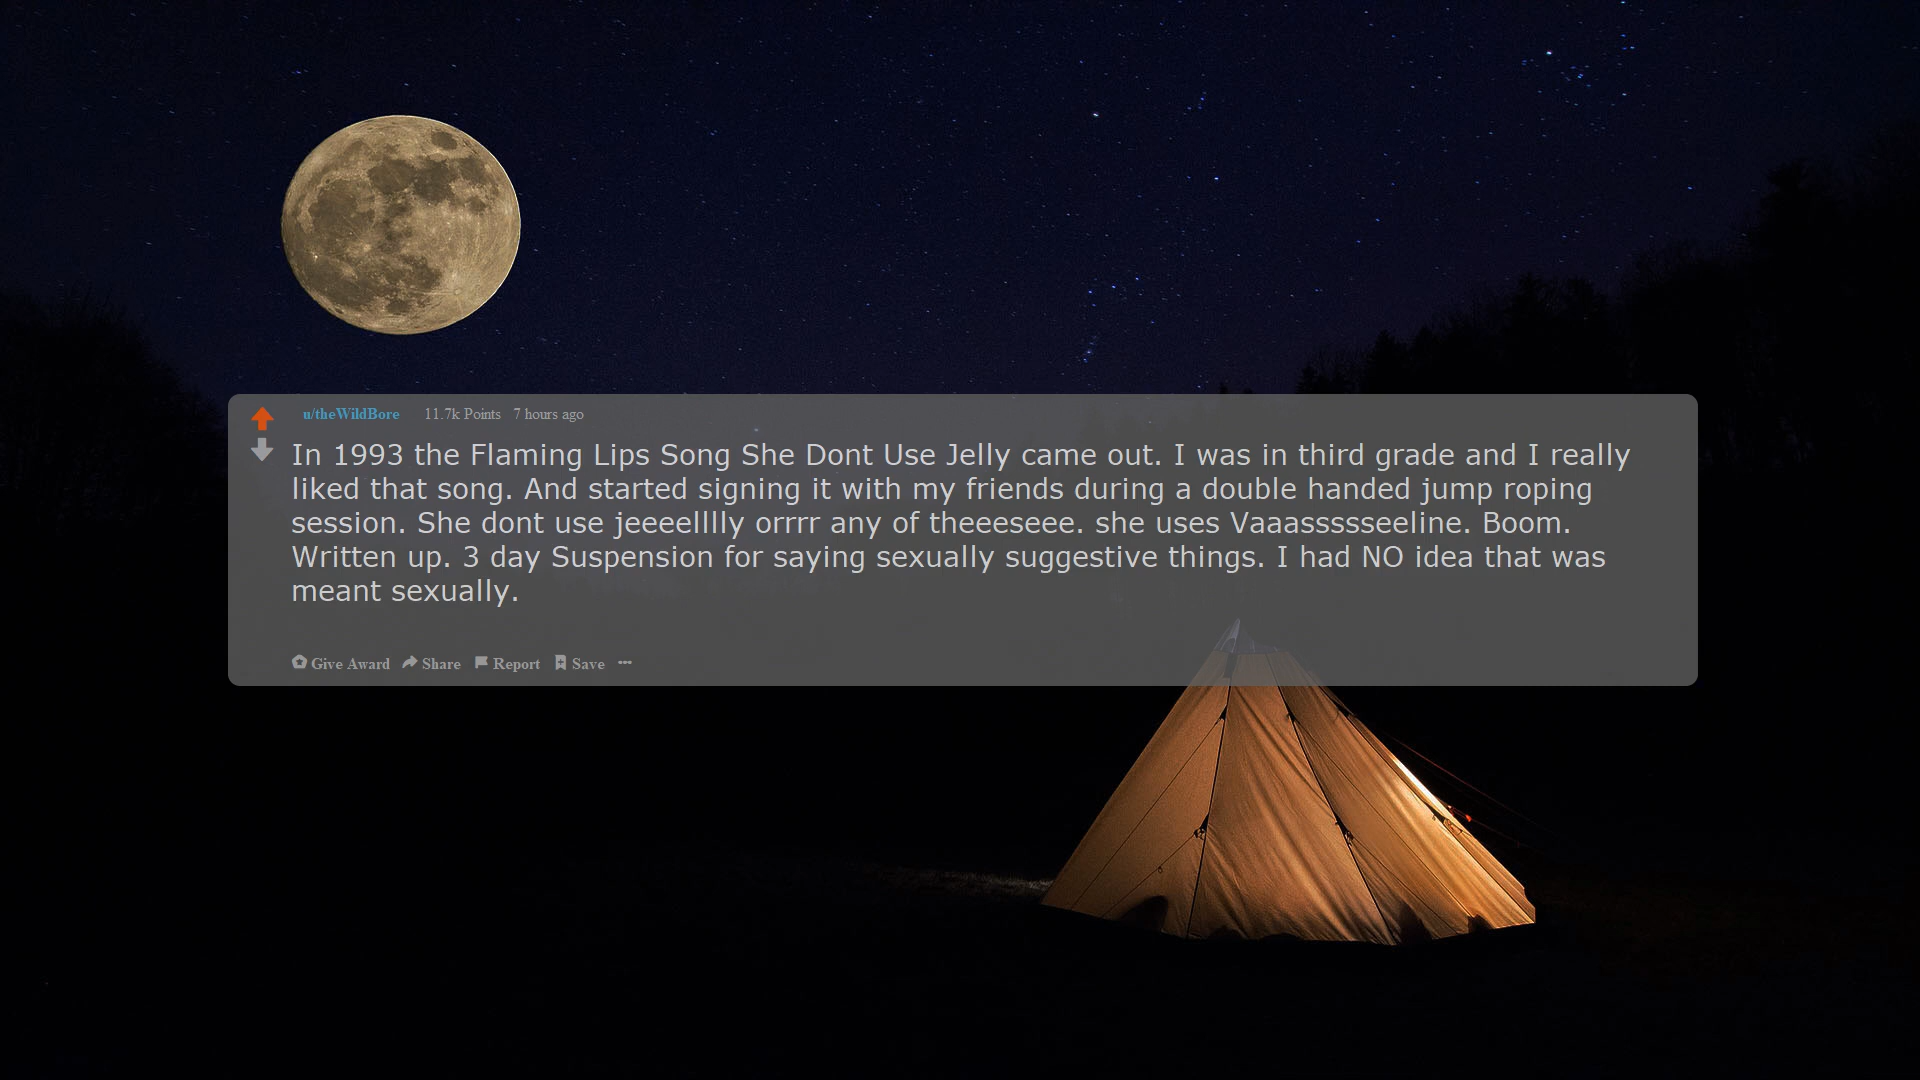 u/theWildBore 11.7k Points 7 hours ago
In 1993 the Flaming Lips Song She Dont Use Jelly came out. I was in third grade and I really
liked that song. And started signing it with my friends during a double handed jump roping
session. She dont use jeeeelllly orrrr any of theeeseee. she uses Vaaassssseeline. Boom.
Written up. 3 day Suspension for saying sexually suggestive things. I had NO idea that was
meant sexually.
Give Award Share Report Save ···